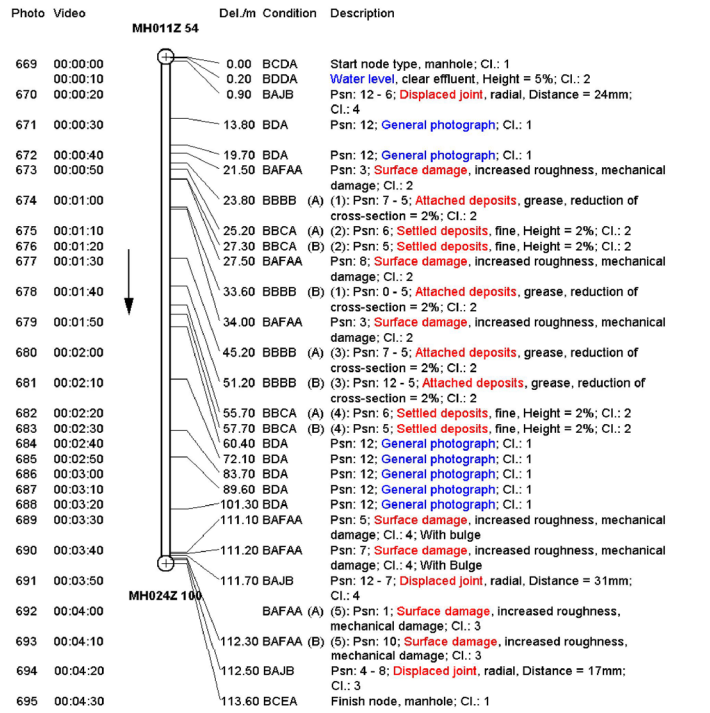 Photo Video Del./m Condition Description
MH011Z 54
669 00:00:00 0.00 BCDA Start node type, manhole; Cl.: 1
00:00:10 0.20 BDDA Water level, clear effluent, Height = 5%; Cl.: 2
670 00:00:20 0.90 BAJB Psn: 12 - 6; Displaced joint, radial, Distance = 24mm;
Cl.: 4
671 00:00:30 13.80 BDA Psn: 12; General photograph; Cl.: 1
672 00:00:40 19.70 BDA Psn: 12; General photograph; Cl.: 1
673 00:00:50 21.50 BAFAA Psn: 3; Surface damage, increased roughness, mechanical
damage; Cl.: 2
674 00:01:00 23.80 BBBB (A) (1): Psn: 7 - 5; Attached deposits, grease, reduction of
cross-section = 2%; Cl.: 2
675 00:01:10 25.20 BBCA (A) (2): Psn: 6; Settled deposits, fine, Height = 2%; Cl.: 2
676 00:01:20 27.30 BBCA (B) (2): Psn: 5; Settled deposits, fine, Height = 2%; Cl.: 2
677 00:01:30 27.50 BAFAA Psn: 8; Surface damage, increased roughness, mechanical
damage; Cl.: 2
678 00:01:40 33.60 BBBB (B) (1): Psn: 0 - 5; Attached deposits, grease, reduction of
cross-section = 2%; Cl.: 2
679 00:01:50 34.00 BAFAA Psn: 3; Surface damage, increased roughness, mechanical
damage; Cl.: 2
680 00:02:00 45.20 BBBB (A) (3): Psn: 7 - 5; Attached deposits, grease, reduction of
cross-section = 2%; Cl.: 2
681 00:02:10 51.20 BBBB (B) (3): Psn: 12 - 5; Attached deposits, grease, reduction of
cross-section = 2%; Cl.: 2
682 00:02:20 55.70 BBCA (A) (4): Psn: 6; Settled deposits, fine, Height = 2%; Cl.: 2
683 00:02:30 57.70 BBCA (B) (4): Psn: 5; Settled deposits, fine, Height = 2%; Cl.: 2
684 00:02:40 60.40 BDA Psn: 12; General photograph; Cl.: 1
685 00:02:50 72.10 BDA Psn: 12; General photograph; Cl.: 1
686 00:03:00 83.70 BDA Psn: 12; General photograph; Cl.: 1
687 00:03:10 89.60 BDA Psn: 12; General photograph; Cl.: 1
688 00:03:20 101.30 BDA Psn: 12; General photograph; Cl.: 1
689 00:03:30 111.10 BAFAA Psn: 5; Surface damage, increased roughness, mechanical
damage; Cl.: 4; With bulge
690 00:03:40 111.20 BAFAA Psn: 7; Surface damage, increased roughness, mechanical
damage; Cl.: 4; With Bulge
691 00:03:50 111.70 BAJB Psn: 12 - 7; Displaced joint, radial, Distance = 31mm;
Cl.: 4
MH024Z 100
692 00:04:00 BAFAA (A) (5): Psn: 1; Surface damage, increased roughness,
mechanical damage; Cl.: 3
693 00:04:10 112.30 BAFAA (B) (5): Psn: 10; Surface damage, increased roughness,
mechanical damage; Cl.: 3
694 00:04:20 112.50 BAJB Psn: 4 - 8; Displaced joint, radial, Distance = 17mm;
Cl.: 3
695 00:04:30 113.60 BCEA Finish node, manhole; Cl.: 1